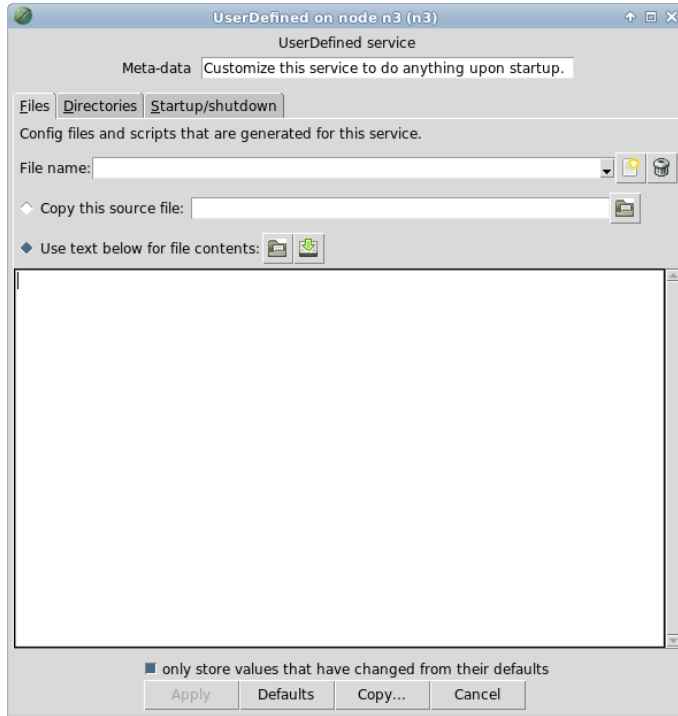 UserDefined on node n3 (n3)
UserDefined service
Meta-data Customize this service to do anything upon startup.
Files Directories Startup/shutdown
Config files and scripts that are generated for this service.
File name:
Copy this source file:
Use text below for file contents:
only store values that have changed from their defaults
Apply Defaults Copy... Cancel